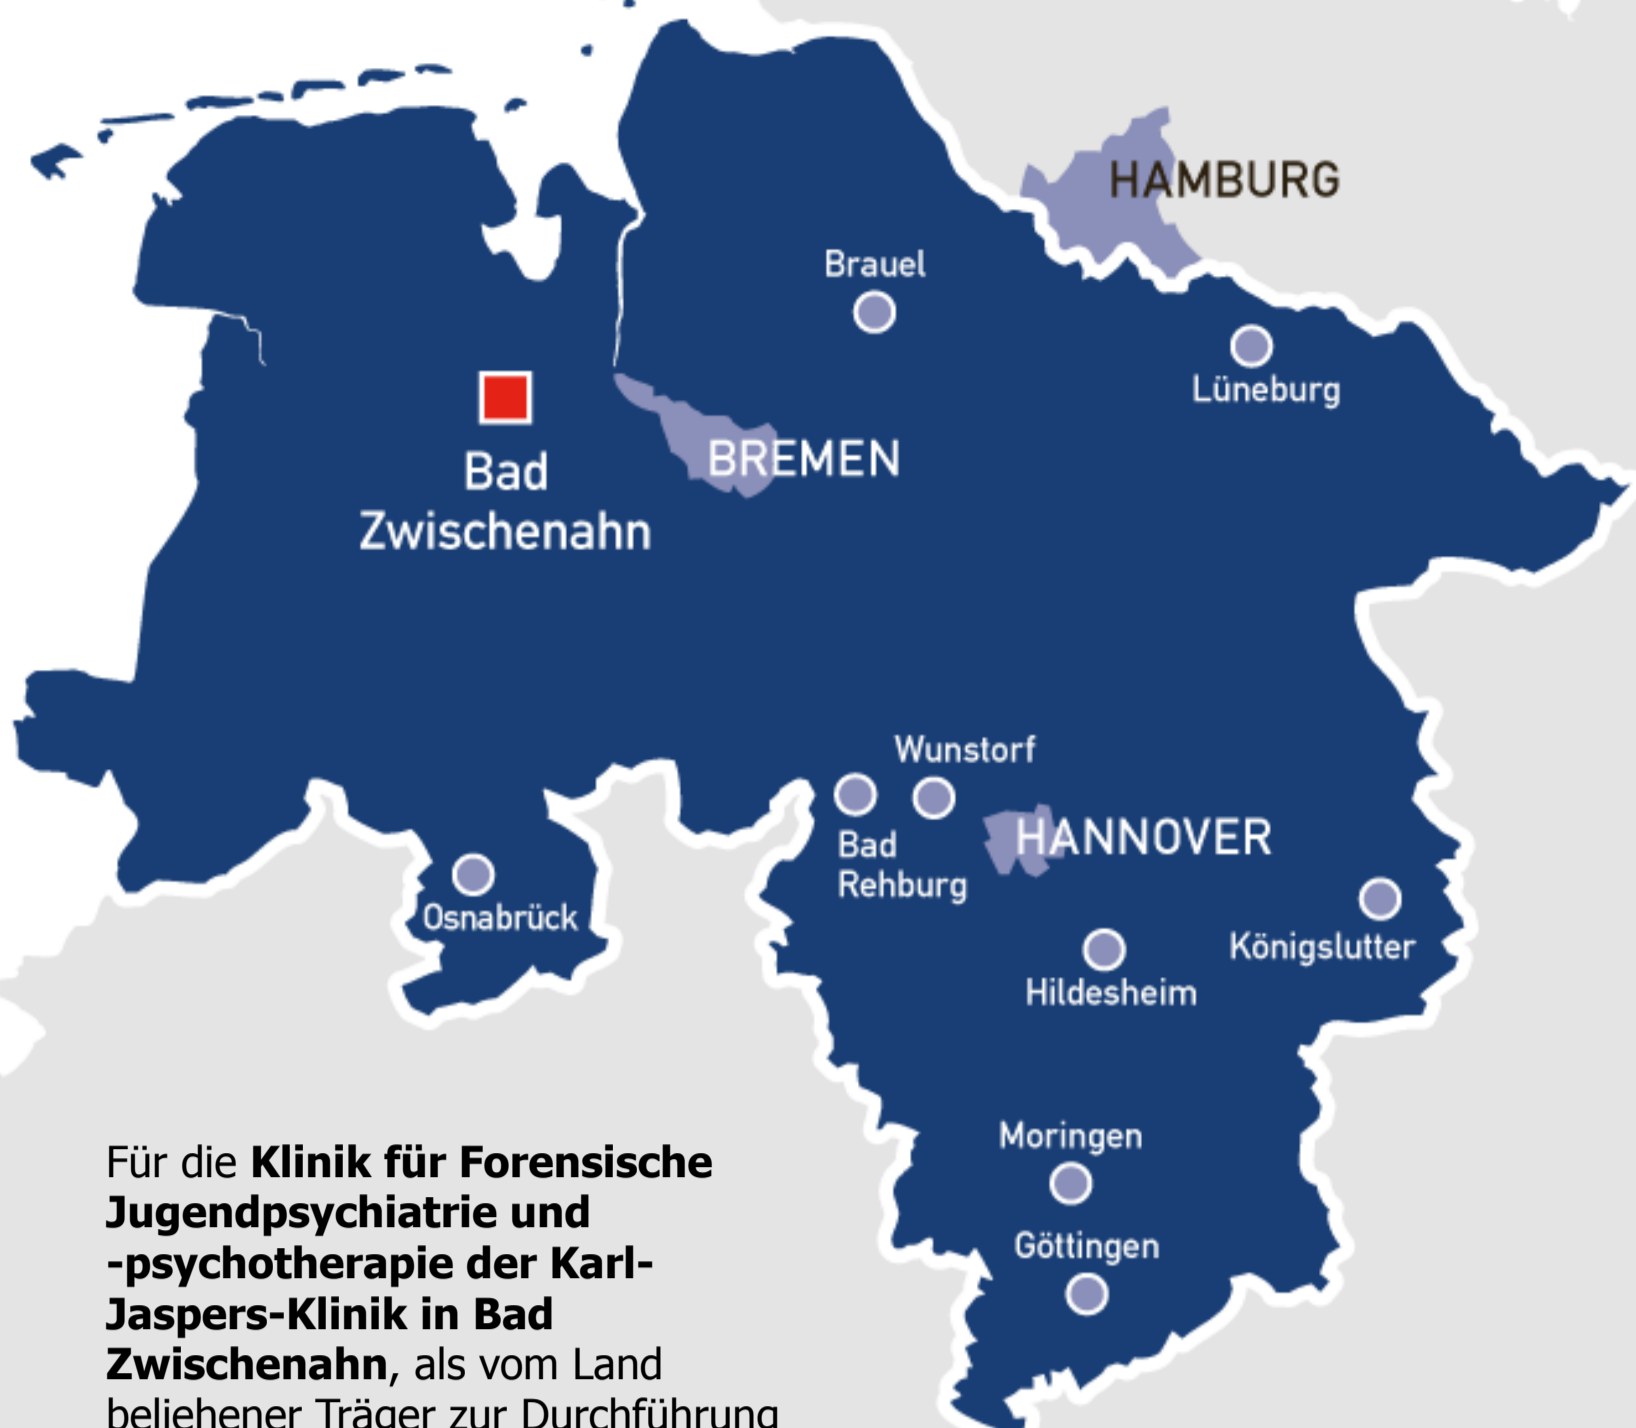 HAMBURG
Brauel
Lüneburg
BREMEN
Bad
Zwischenahn
Wunstorf
Bad
Rehburg
HANNOVER
Osnabrück
Königslutter
Hildesheim
Moringen
Göttingen
Für die Klinik für Forensische
Jugendpsychiatrie und
-psychotherapie der Karl-
Jaspers-Klinik in Bad
Zwischenahn, als vom Land
beliehener Träger zur Durchführung